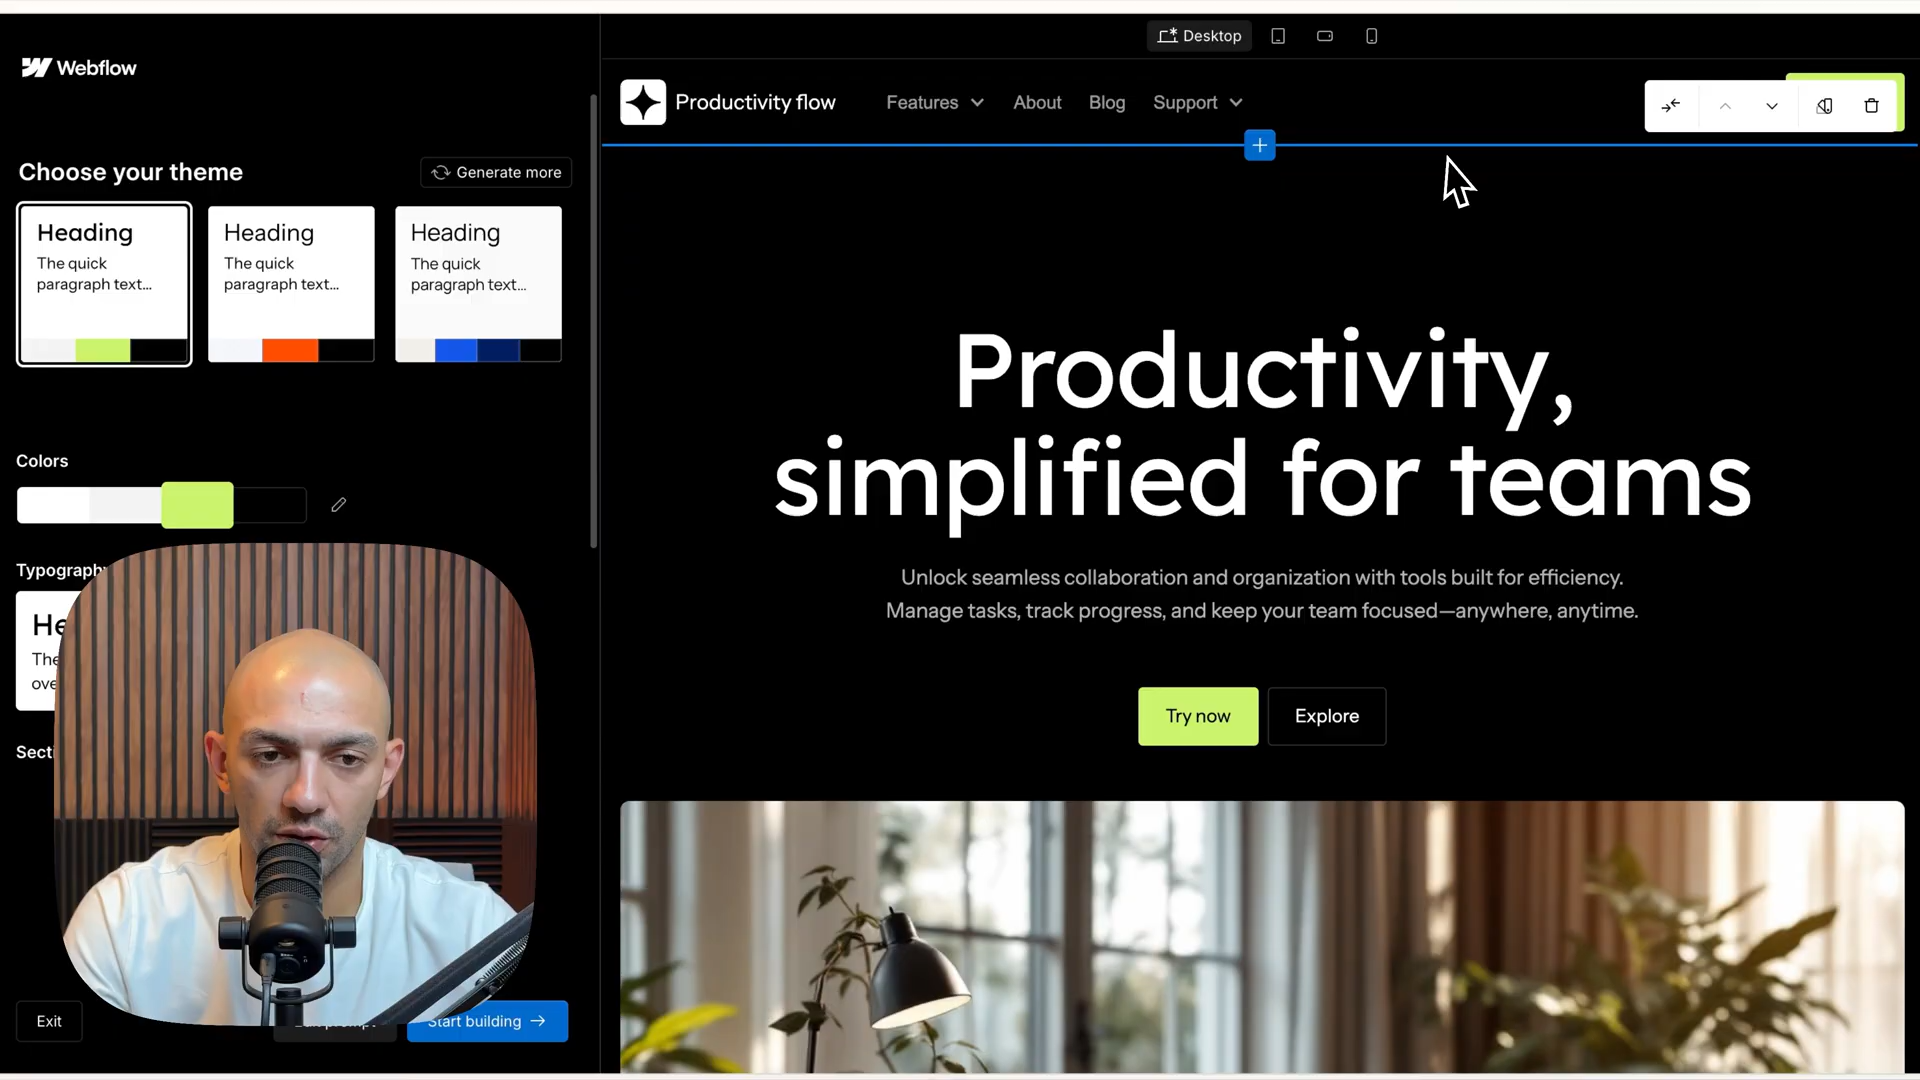 Webflow
Choose your theme
Generate more
Heading
The quick
paragraph text...
Heading
The quick
paragraph text...
Heading
The quick
paragraph text...
Colors
Typography
He
The
ove
Secti
Exit
Start building
Desktop
Productivity flow
Features
About
Blog
Support
Productivity,
simplified for teams
Unlock seamless collaboration and organization with tools built for efficiency.
Manage tasks, track progress, and keep your team focused—anywhere, anytime.
Try now
Explore